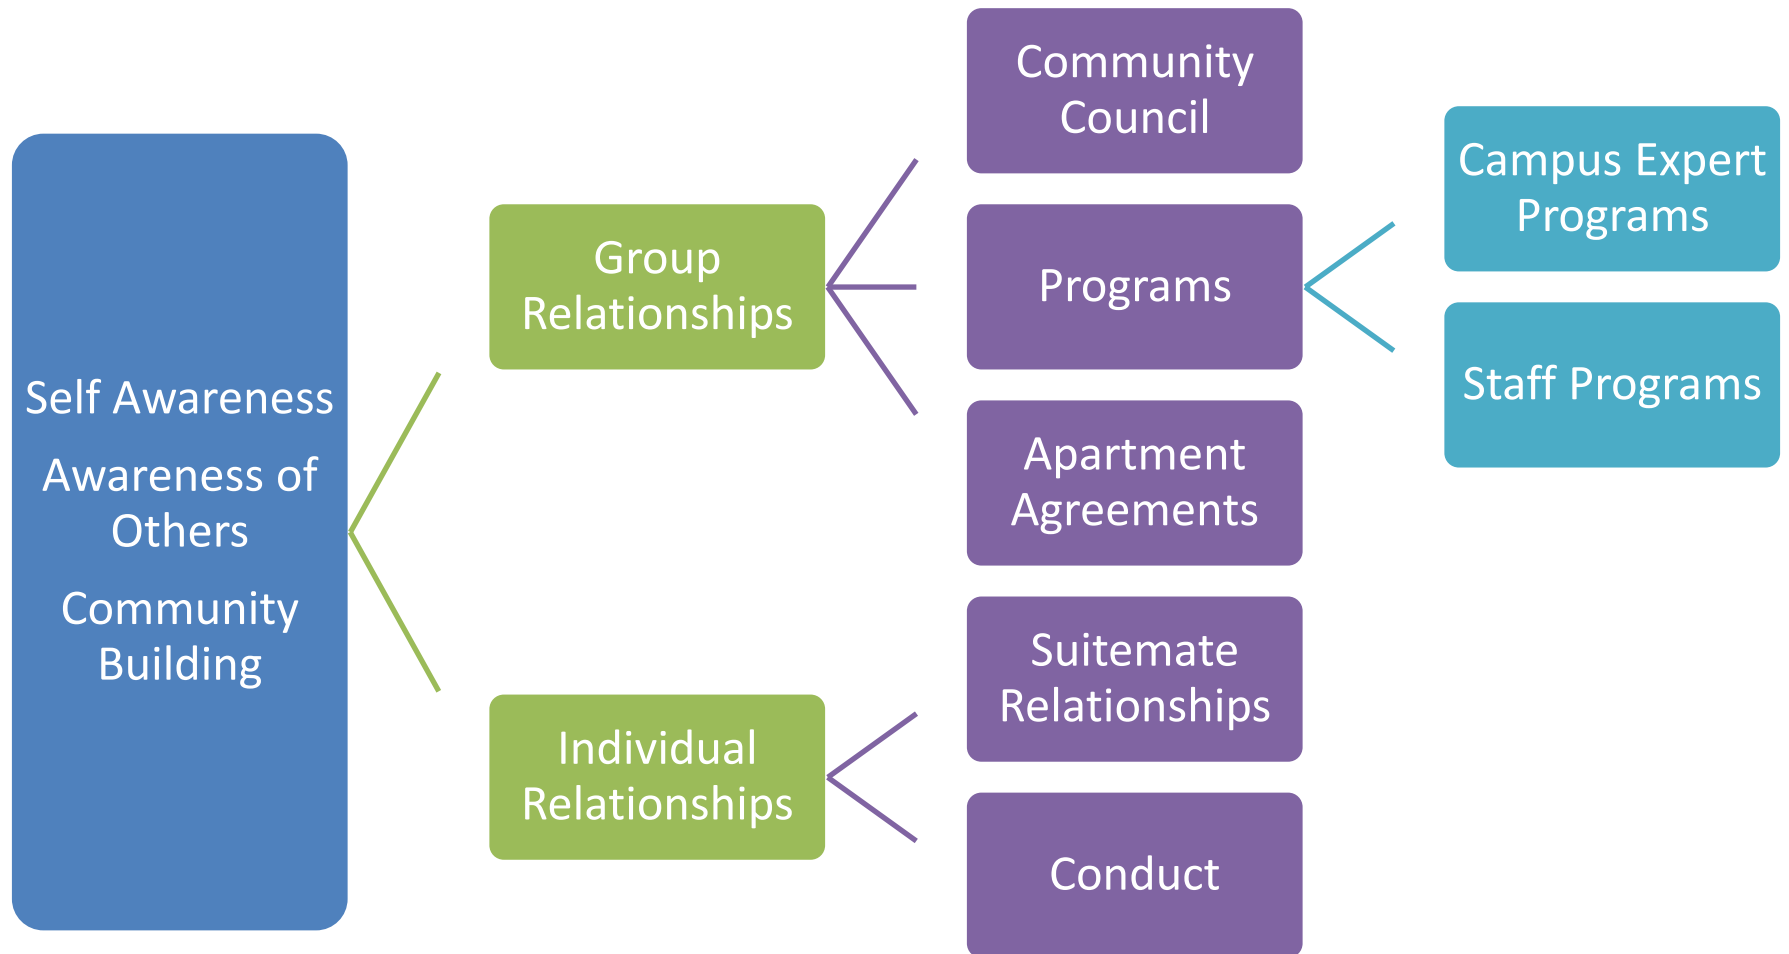 Self Awareness
Awareness of
Others
Community
Building
Group
Relationships
Individual
Relationships
Community
Council
Programs
Apartment
Agreements
Suitemate
Relationships
Conduct
Campus Expert
Programs
Staff Programs